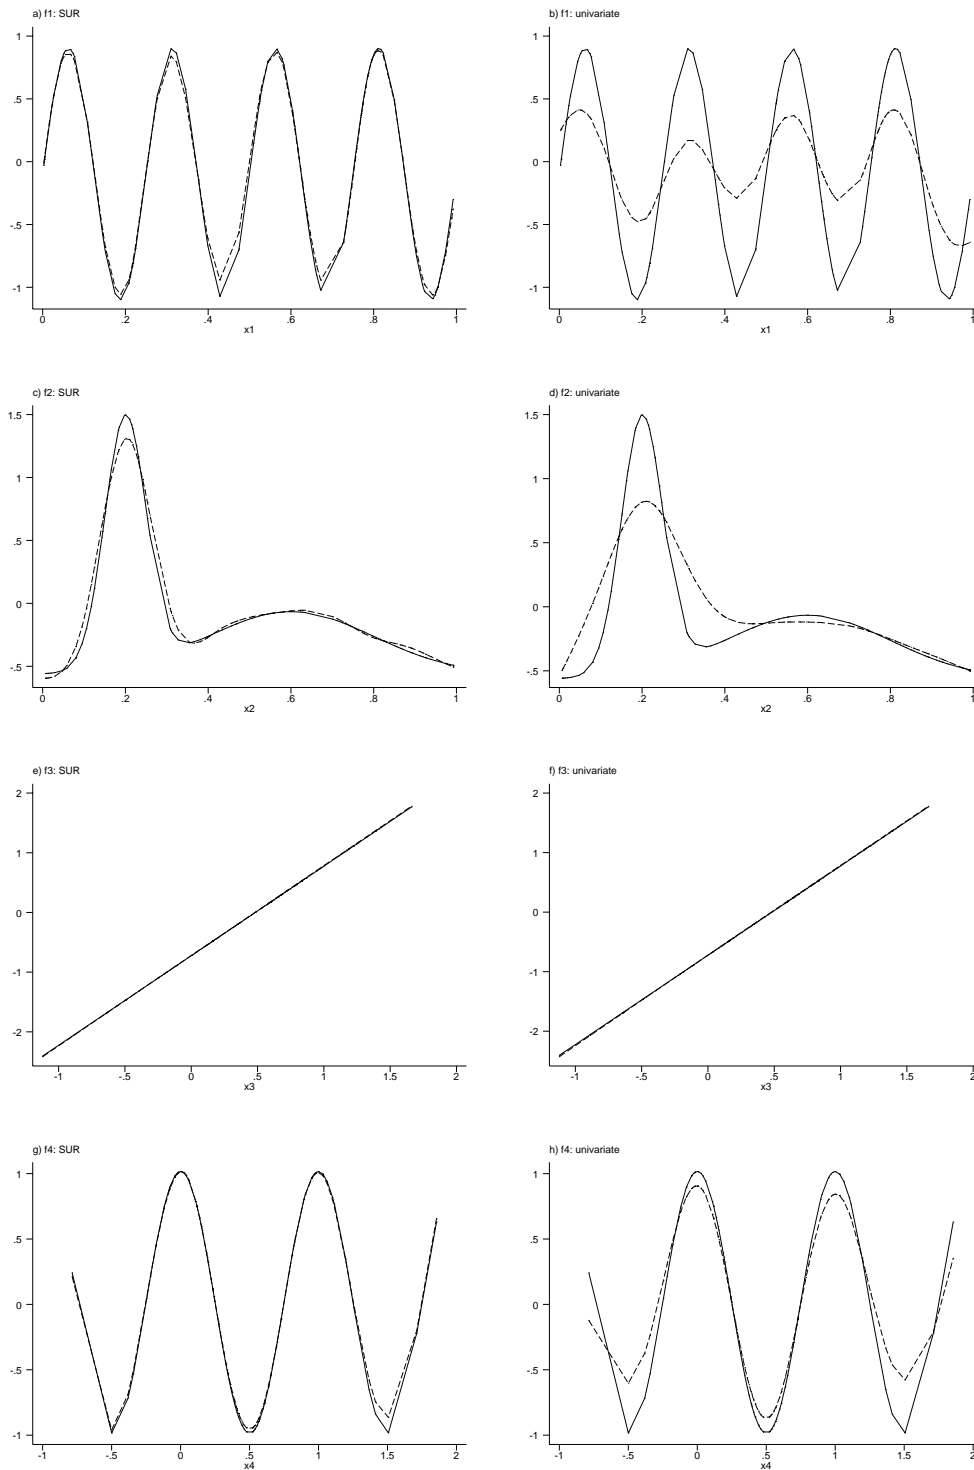 a) f1: SUR
1
.5
0
-.5
-1
0 .2 .4 .6 .8 1
x1
b) f1: univariate
1
.5
0
-.5
-1
0 .2 .4 .6 .8 1
x1
c) f2: SUR
1.5
1
.5
0
-.5
0 .2 .4 .6 .8 1
x2
d) f2: univariate
1.5
1
.5
0
-.5
0 .2 .4 .6 .8 1
x2
e) f3: SUR
2
1
0
-1
-2
-1 -.5 0 .5 1 1.5 2
x3
f) f3: univariate
2
1
0
-1
-2
-1 -.5 0 .5 1 1.5 2
x3
g) f4: SUR
1
.5
0
-.5
-1
-1 -.5 0 .5 1 1.5 2
x4
h) f4: univariate
1
.5
0
-.5
-1
-1 -.5 0 .5 1 1.5 2
x4